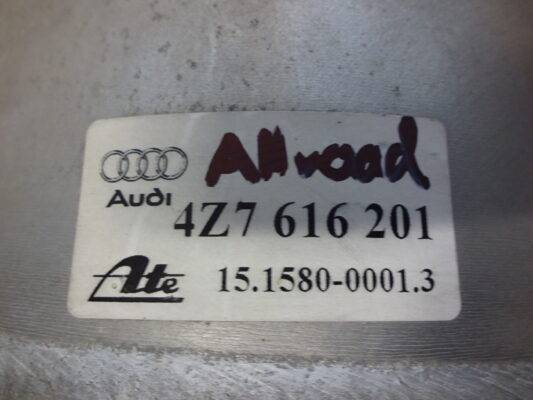 Allroad
Audi
4Z7 616 201
Ate 15.1580-0001.3